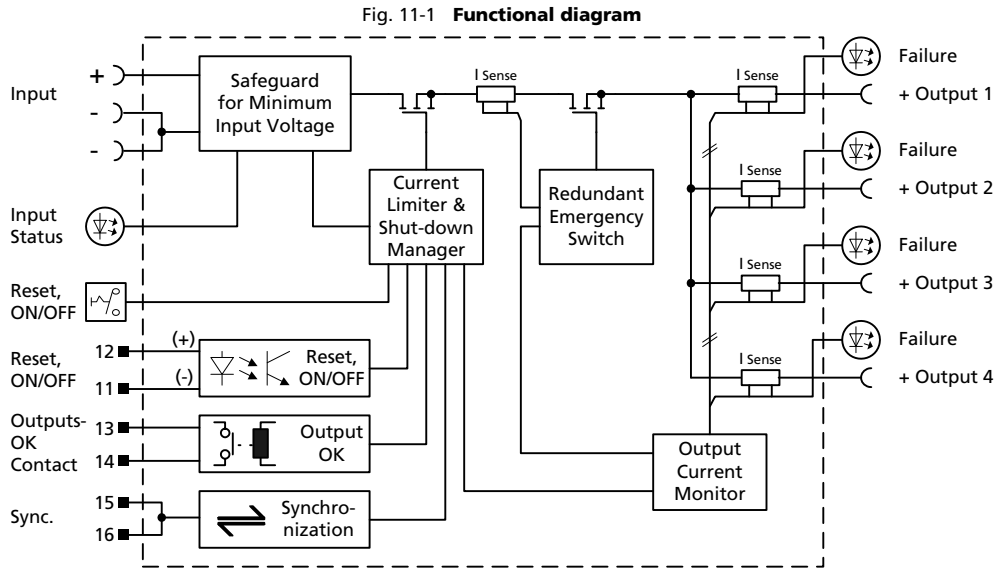 Fig. 11-1 Functional diagram
Input
+
-
-
Safeguard
for Minimum
Input Voltage
I Sense
I Sense
Failure
+ Output 1
Failure
I Sense
+ Output 2
Failure
I Sense
+ Output 3
Failure
I Sense
+ Output 4
Input
Status
Current
Limiter &
Shut-down
Manager
Redundant
Emergency
Switch
Reset,
ON/OFF
Reset,
ON/OFF
12
(+)
11
(-)
Reset,
ON/OFF
Outputs-
OK
Contact
13
14
Output
OK
Output
Current
Monitor
Sync.
15
16
Synchro-
nization